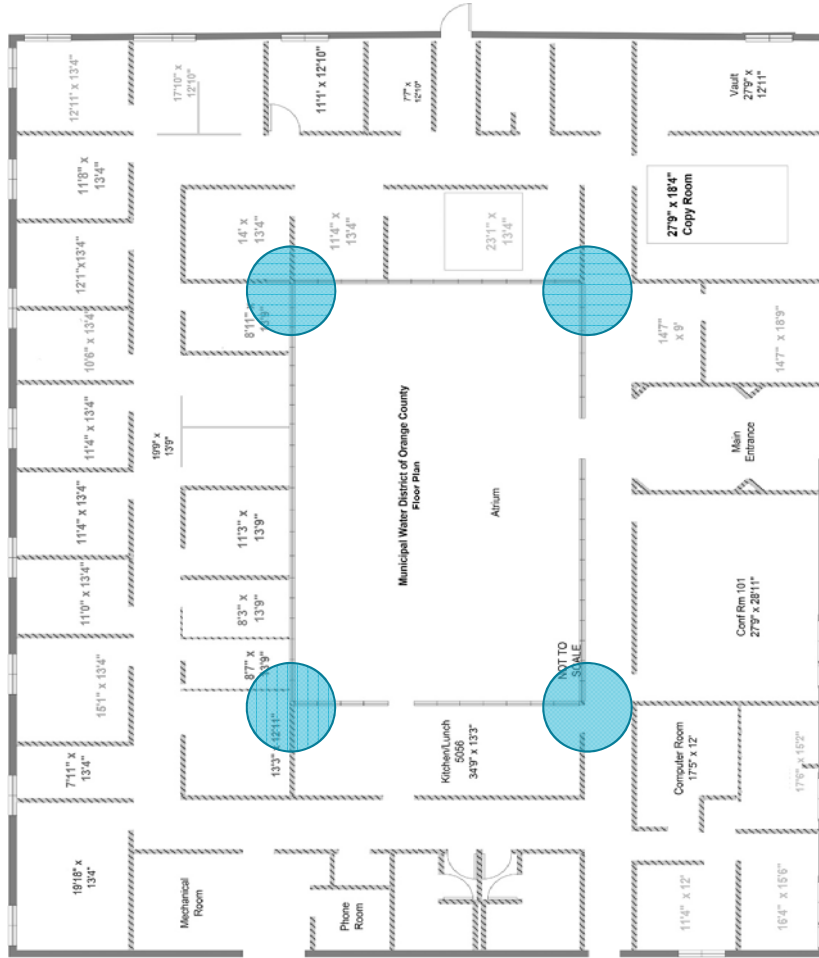 19'18" x
13'4"
7'11" x
13'4"
15'1" x 13'4"
11'0" x 13'4"
11'4" x 13'4"
11'4" x 13'4"
10'6" x 13'4"
12'1"x13'4"
11'8" x
13'4"
12'11' x 13'4"
Mechanical
Room
19'9" x
13'9"
17'10" x
12'10"
13'3" x 12'11"
8'7" x
13'9"
8'3" x
13'9"
11'3" x
13'9"
8'11" x
13'9"
14' x
13'4"
11'1' x 12'10"
Phone
Room
11'4" x
13'4"
Municipal Water District of Orange County
Floor Plan
7'7" x
12'10"
Kitchen/Lunch
5056
34'9" x 13'3"
Atrium
23'1" x
13'4"
NOT TO
SCALE
11'4" x 12'
Computer Room
17'5" x 12'
14'7"
x 9'
27'9" x 18'4"
Copy Room
16'4" x 15'6"
17'6" x 15'2"
Conf Rm 101
27'9" x 28'11"
Main
Entrance
14'7" x 18'9"
Vault
27'9" x
12'11"